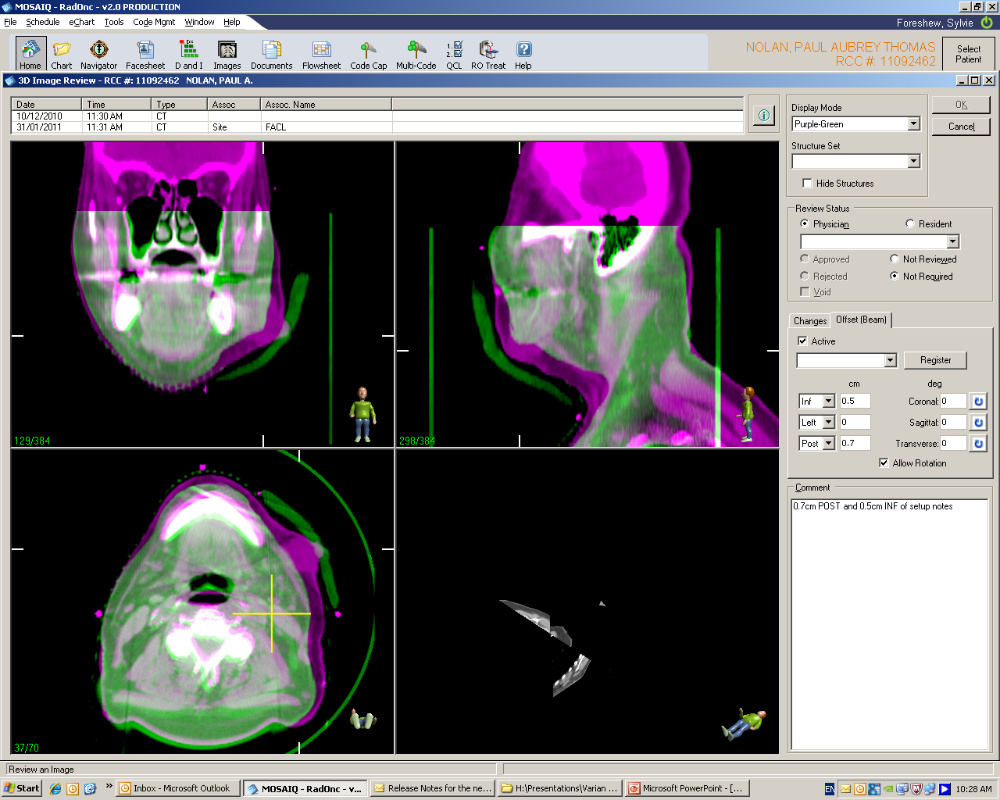 MOSAIQ - RadOnc - v2.0 PRODUCTION
File Schedule eChart Tools Code Mgmt Window Help
Foreshew, Sylvie
Home Chart Navigator Facesheet D and I Images Documents Flowsheet Code Cap Multi-Code QCL RO Treat Help
NOLAN, PAUL AUBREY THOMAS
RCC #: 11092462
Select Patient
3D Image Review - RCC #: 11092462 NOLAN, PAUL A.
Date Time Type Assoc Assoc. Name
10/12/2010 11:30 AM CT
31/01/2011 11:31 AM CT Site FACL
Display Mode
Purple-Green
Structure Set
Hide Structures
OK
Cancel
Review Status
Physician Resident
Approved Not Reviewed
Rejected Not Required
Void
Changes Offset (Beam)
Active
Register
cm deg
Inf 0.5 Coronal: 0
Left 0 Sagittal: 0
Post 0.7 Transverse: 0
Allow Rotation
Comment
0.7cm POST and 0.5cm INF of setup notes
129/384
298/384
37/70
Review an Image
Start
Inbox - Microsoft Outlook
MOSAIQ - RadOnc - v...
Release Notes for the ne...
H:\Presentations\Varian ...
Microsoft PowerPoint - [...
EN
10:28 AM